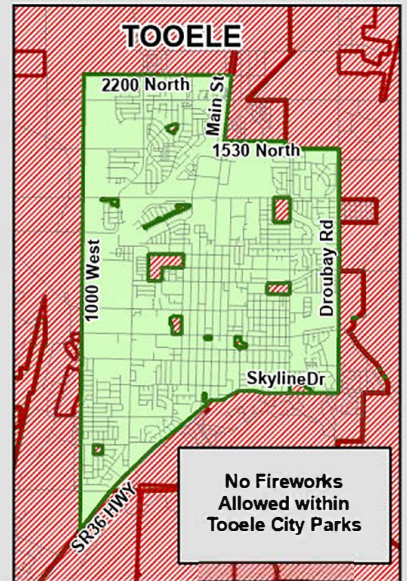 TOOELE
2200 North
Main St
1530 North
1000 West
Droubay Rd
SkylineDr
SR36 HWY
No Fireworks
Allowed within
Tooele City Parks